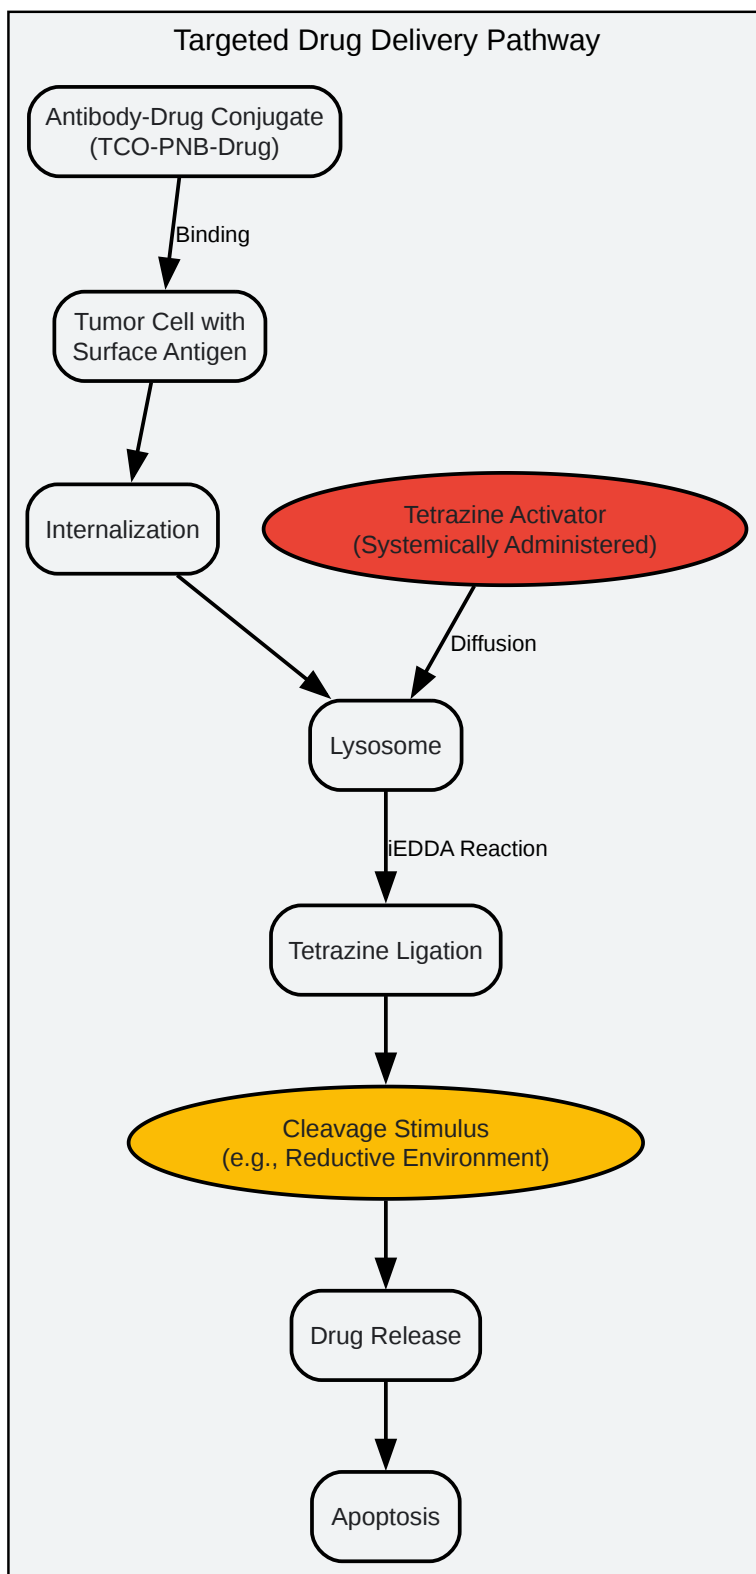 Targeted Drug Delivery Pathway
Antibody-Drug Conjugate
(TCO-PNB-Drug)
Binding
Tumor Cell with
Surface Antigen
Internalization
Tetrazine Activator
(Systemically Administered)
Diffusion
Lysosome
iEDDA Reaction
Tetrazine Ligation
Cleavage Stimulus
(e.g., Reductive Environment)
Drug Release
Apoptosis